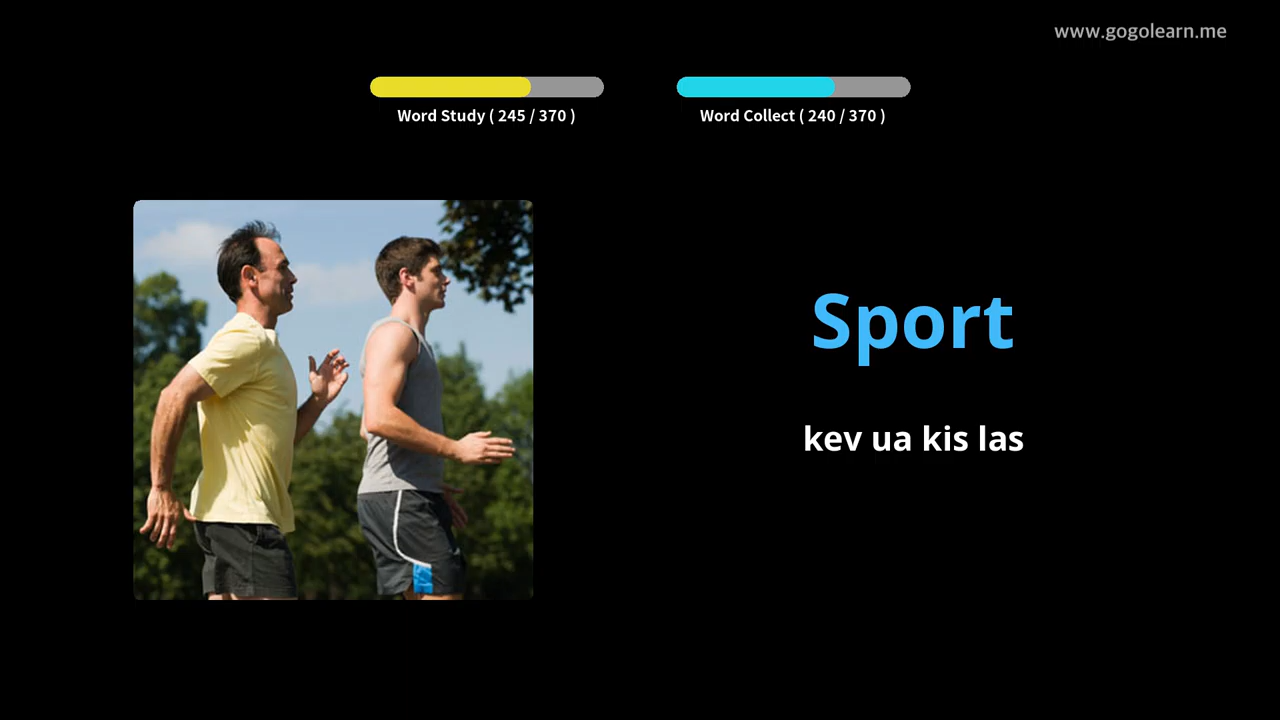 www.gogolearn.me
Word Study ( 245 / 370 )
Word Collect ( 240 / 370 )
Sport
kev ua kis las